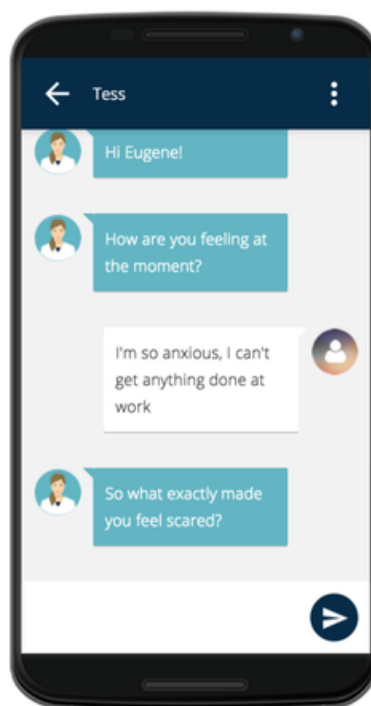 Tess
Hi Eugene!
How are you feeling at
the moment?
I'm so anxious, I can't
get anything done at
work
So what exactly made
you feel scared?